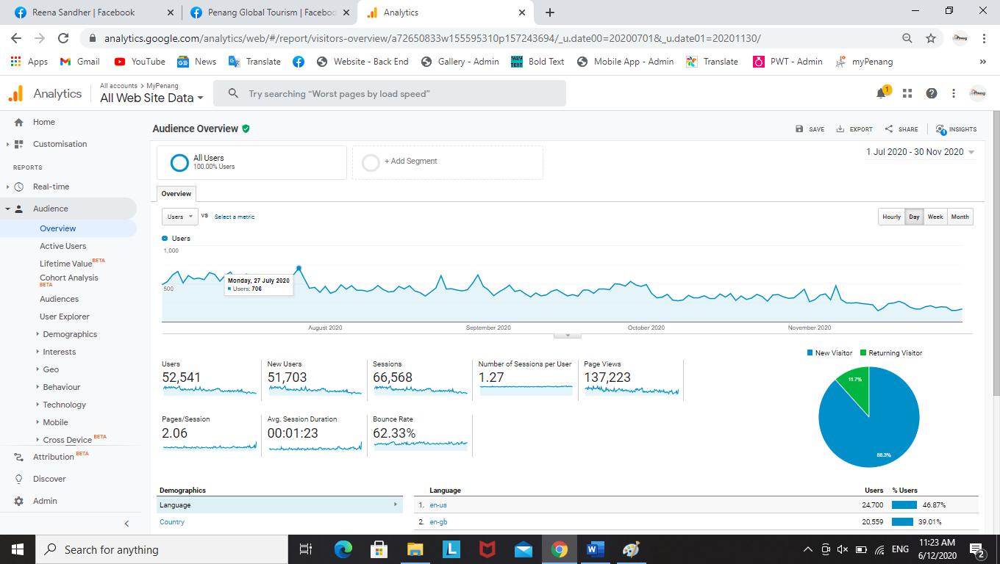 Reena Sandher | Facebook
Penang Global Tourism | Faceboo
Analytics
analytics.google.com/analytics/web/#/report/visitors-overview/a72650833w155595310p157243694/_u.date00=20200701&_u.date01=20201130/
Apps Gmail YouTube News Translate Website - Back End Gallery - Admin Bold Text Mobile App - Admin Translate PWT - Admin myPenang »
Analytics
All accounts > MyPenang
All Web Site Data
Try searching “Worst pages by load speed”
1
Home
Customisation
REPORTS
Real-time
Audience
Overview
Active Users
Lifetime Value BETA
Cohort Analysis
BETA
Audiences
User Explorer
Demographics
Interests
Geo
Behaviour
Technology
Mobile
Cross Device BETA
Attribution BETA
Discover
Admin
Audience Overview
SAVE EXPORT SHARE INSIGHTS
All Users
100.00% Users
+ Add Segment
1 Jul 2020 - 30 Nov 2020
Overview
Users VS Select a metric
Hourly Day Week Month
Users
1,000
500
Monday, 27 July 2020
Users: 706
August 2020 September 2020 October 2020 November 2020
Users
52,541
New Users
51,703
Sessions
66,568
Number of Sessions per User
1.27
Page Views
137,223
Pages/Session
2.06
Avg. Session Duration
00:01:23
Bounce Rate
62.33%
New Visitor Returning Visitor
11.7%
88.3%
Demographics
Language
Country
Language Users % Users
1. en-us 24,700 46.87%
2. en-gb 20,559 39.01%
Search for anything
L
W
ENG
11:23 AM
6/12/2020
2